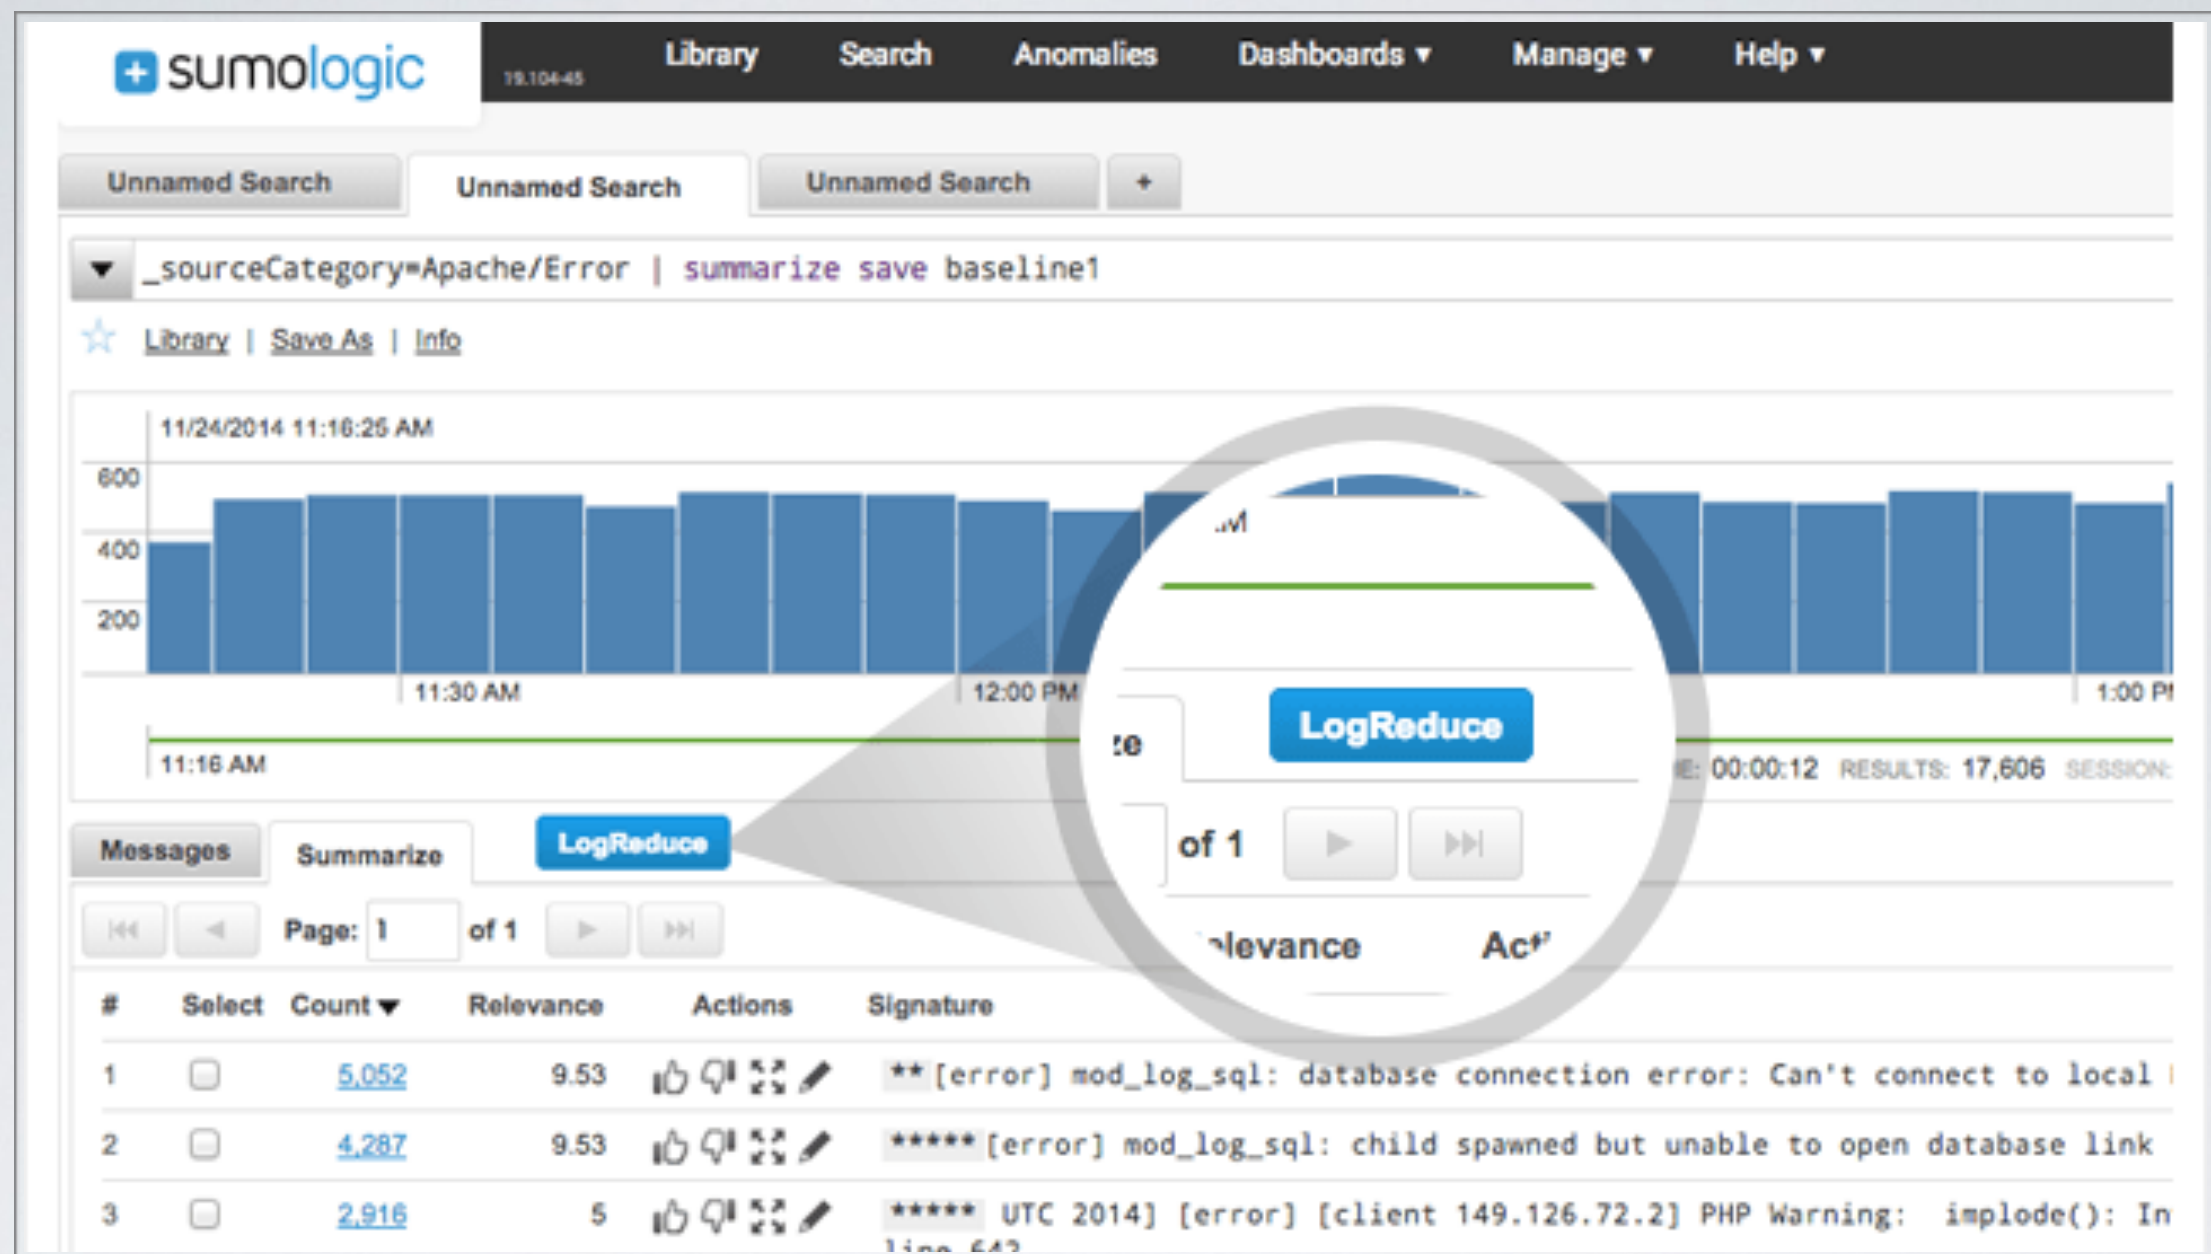 sumologic
19.104-45
Library Search Anomalies Dashboards ▾ Manage ▾ Help ▾
Unnamed Search Unnamed Search Unnamed Search +
_sourceCategory=Apache/Error | summarize save baseline1
Library | Save As | Info
11/24/2014 11:16:25 AM
600
400
200
11:30 AM 12:00 PM 1:00 P
11:16 AM
00:00:12 RESULTS: 17,606 SESSION:
LogReduce
of 1
elevance Act
Messages Summarize LogReduce
Page: 1 of 1
# Select Count Relevance Actions Signature
1 5,052 9.53 **[error] mod_log_sql: database connection error: Can't connect to local
2 4,287 9.53 *****[error] mod_log_sql: child spawned but unable to open database link
3 2,916 5 ***** UTC 2014] [error] [client 149.126.72.2] PHP Warning: implode(): In
line 642